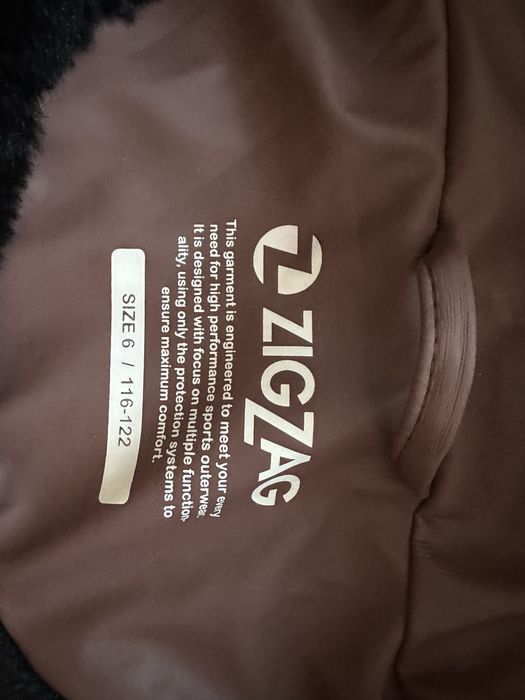 ZIGZAG
This garment is engineered to meet your every
need for high performance sports outerwear.
It is designed with focus on multiple function-
ality, using only the protection systems to
ensure maximum comfort.
SIZE 6 / 116-122